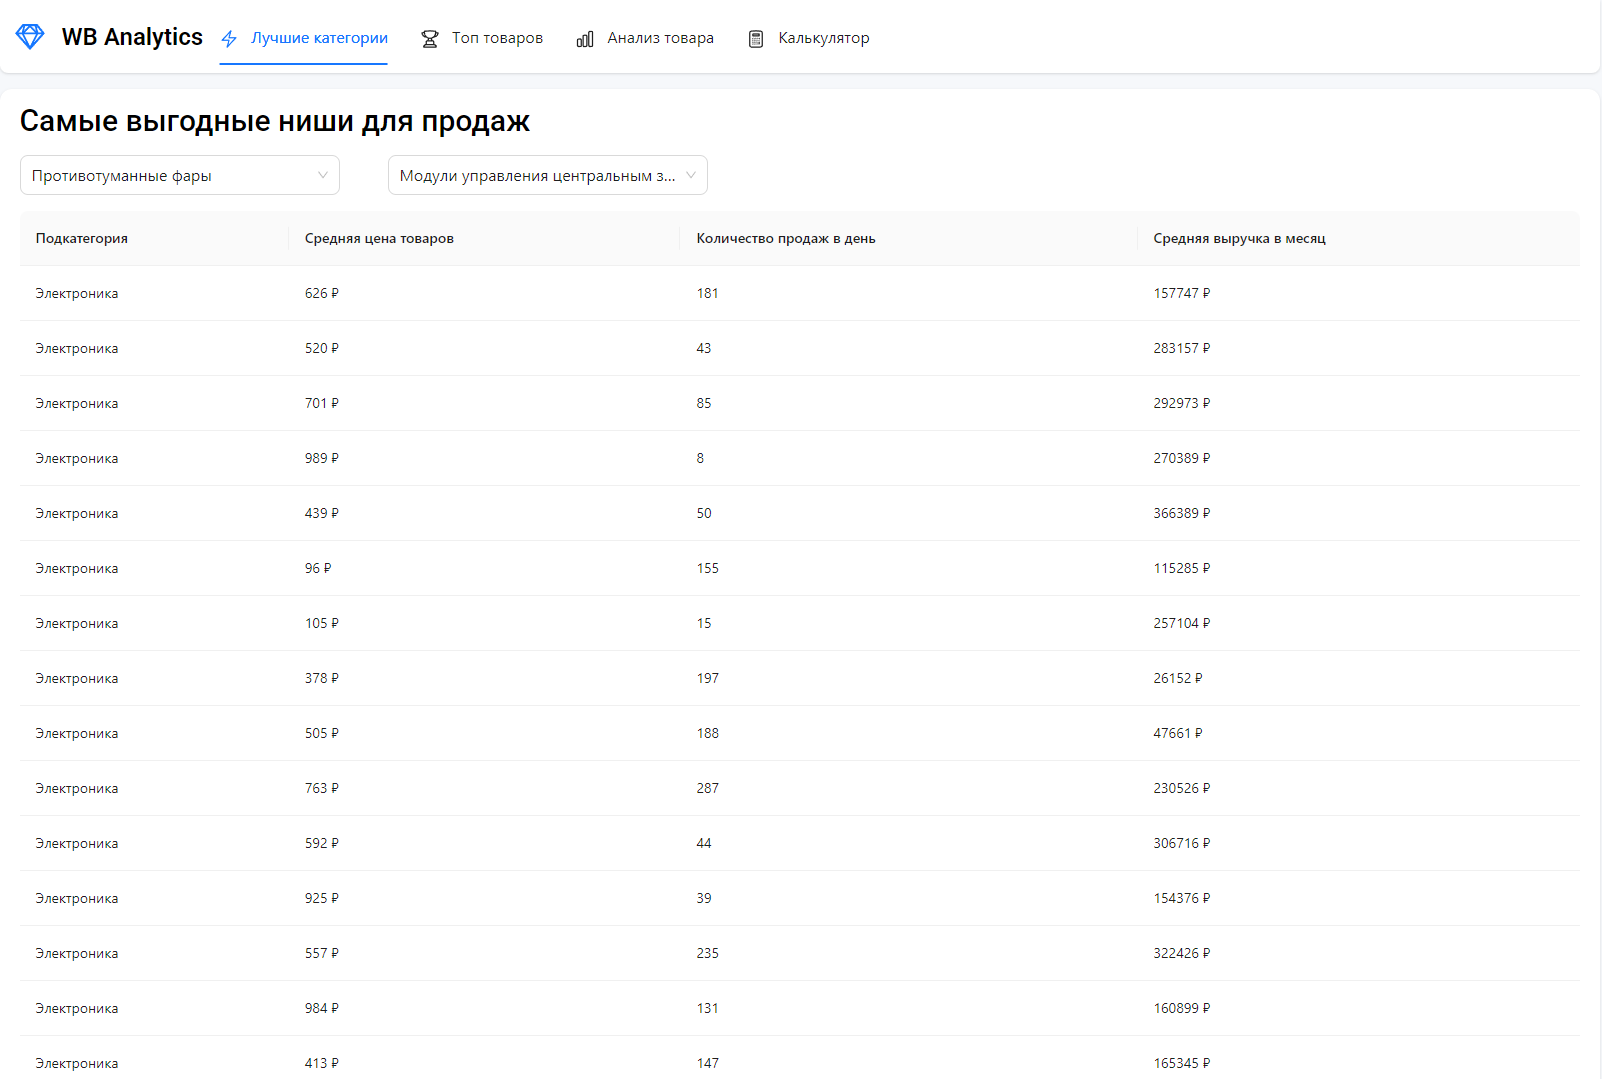 WB Analytics Лучшие категории Топ товаров Анализ товара Калькулятор
Самые выгодные ниши для продаж
Противотуманные фары Модули управления центральным з...
Подкатегория Средняя цена товаров Количество продаж в день Средняя выручка в месяц
Электроника 626 ₽ 181 157747 ₽
Электроника 520 ₽ 43 283157 ₽
Электроника 701 ₽ 85 292973 ₽
Электроника 989 ₽ 8 270389 ₽
Электроника 439 ₽ 50 366389 ₽
Электроника 96 ₽ 155 115285 ₽
Электроника 105 ₽ 15 257104 ₽
Электроника 378 ₽ 197 26152 ₽
Электроника 505 ₽ 188 47661 ₽
Электроника 763 ₽ 287 230526 ₽
Электроника 592 ₽ 44 306716 ₽
Электроника 925 ₽ 39 154376 ₽
Электроника 557 ₽ 235 322426 ₽
Электроника 984 ₽ 131 160899 ₽
Электроника 413 ₽ 147 165345 ₽